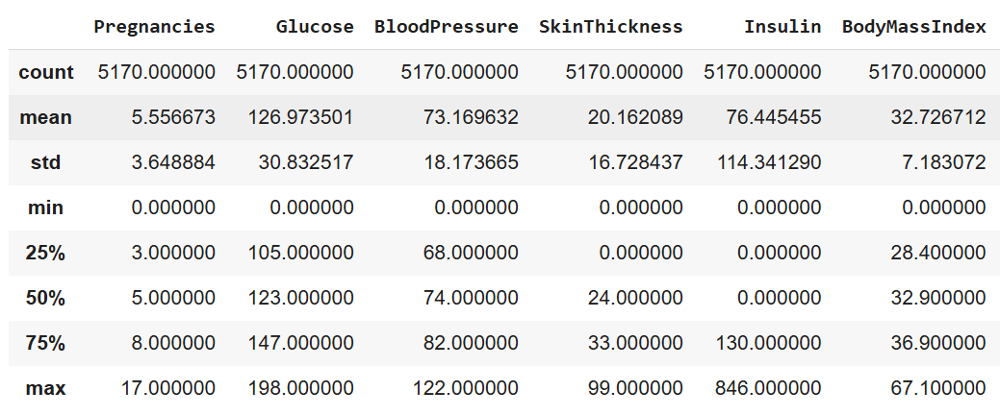 Pregnancies Glucose BloodPressure SkinThickness Insulin BodyMassIndex
count 5170.000000 5170.000000 5170.000000 5170.000000 5170.000000 5170.000000
mean 5.556673 126.973501 73.169632 20.162089 76.445455 32.726712
std 3.648884 30.832517 18.173665 16.728437 114.341290 7.183072
min 0.000000 0.000000 0.000000 0.000000 0.000000 0.000000
25% 3.000000 105.000000 68.000000 0.000000 0.000000 28.400000
50% 5.000000 123.000000 74.000000 24.000000 0.000000 32.900000
75% 8.000000 147.000000 82.000000 33.000000 130.000000 36.900000
max 17.000000 198.000000 122.000000 99.000000 846.000000 67.100000